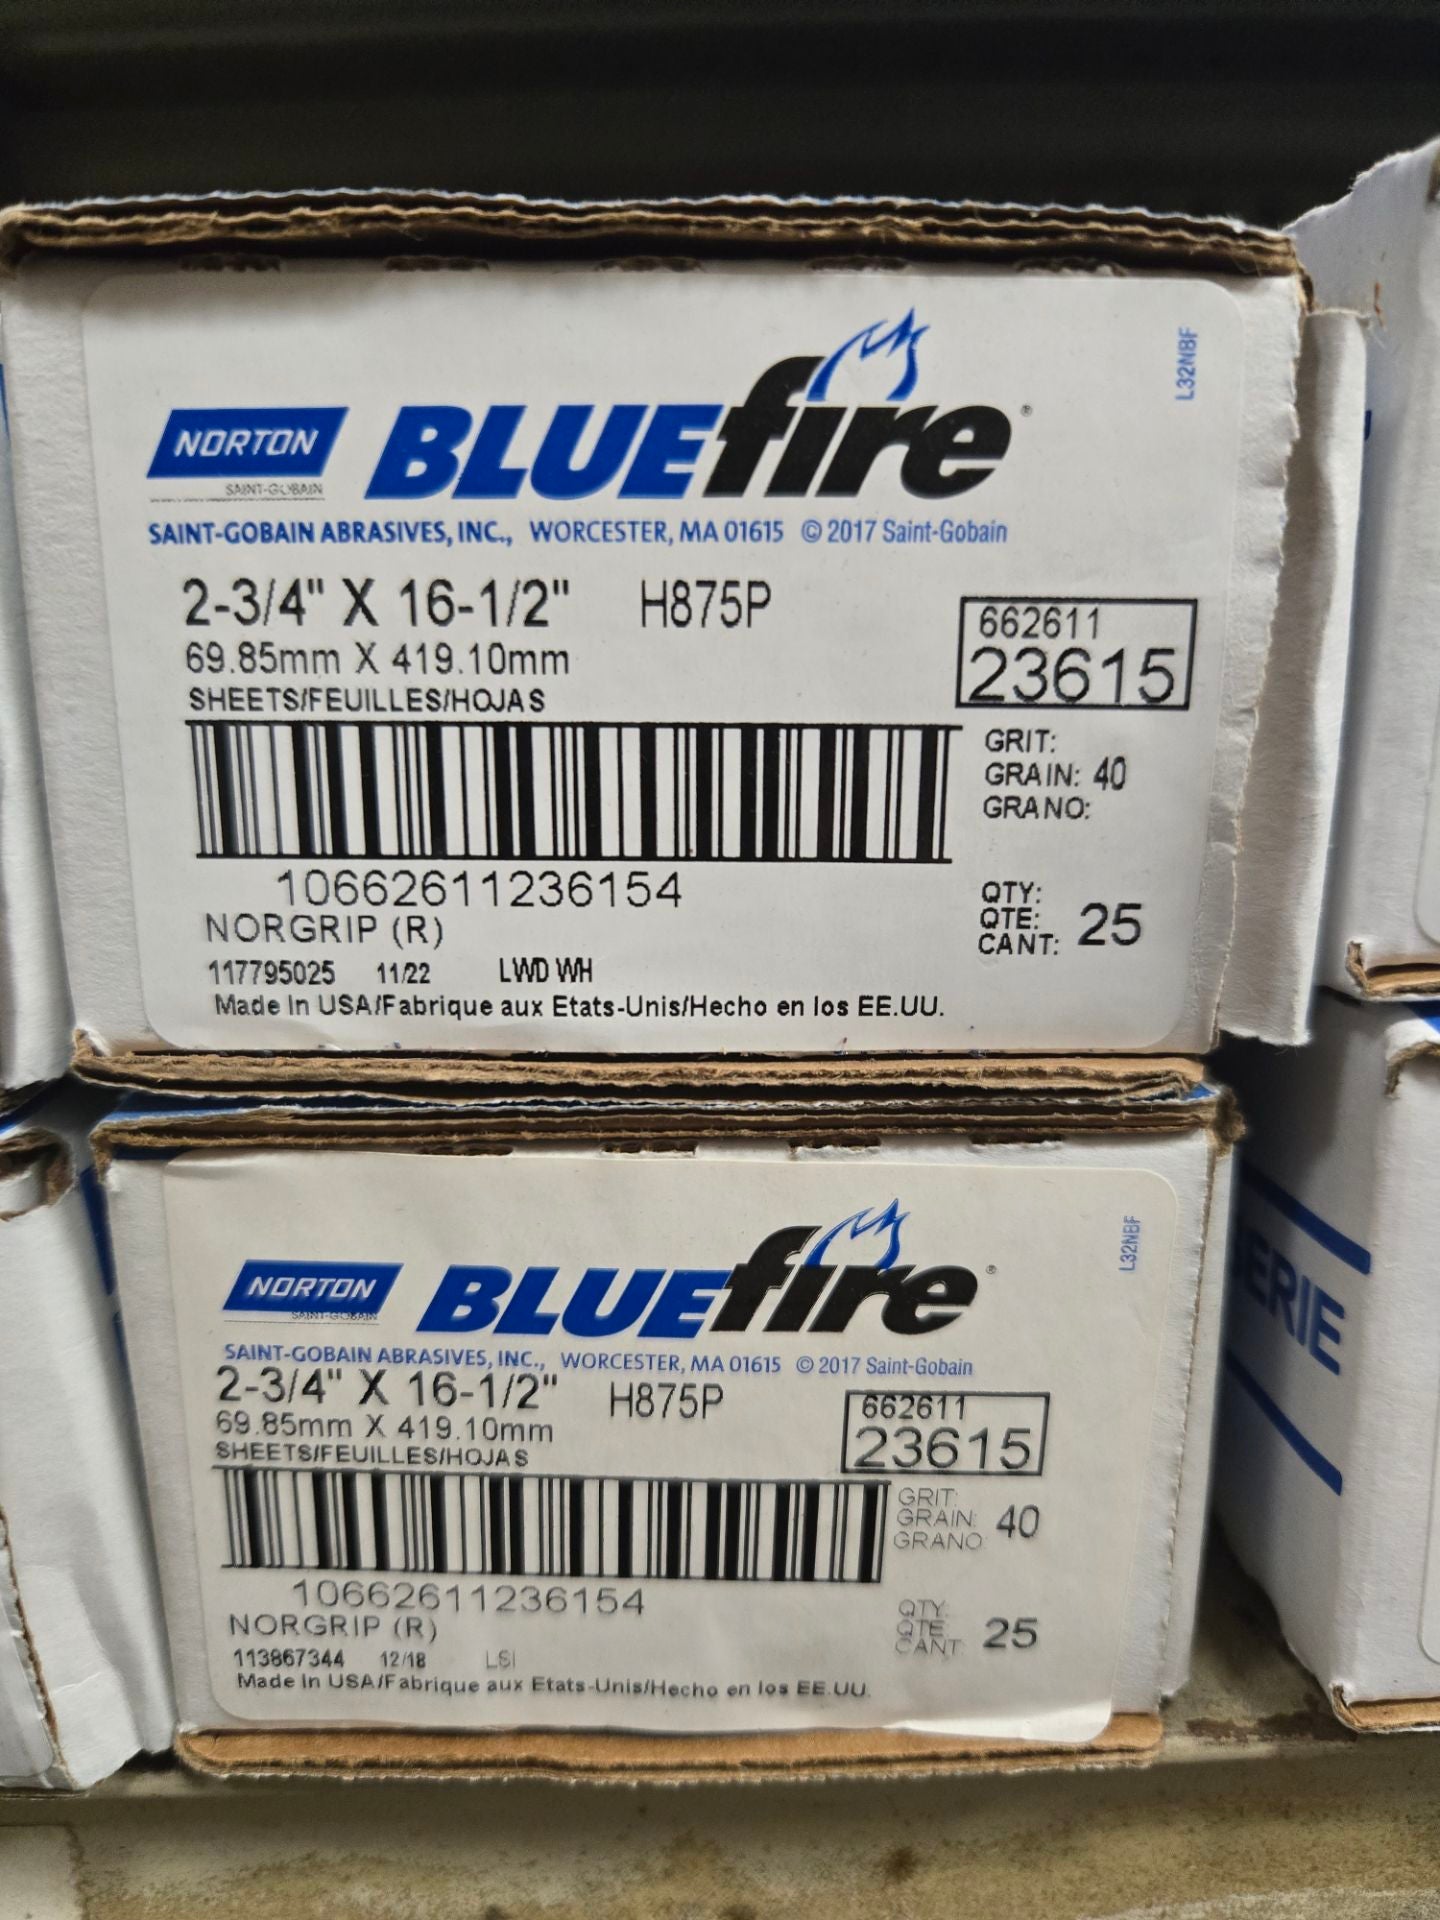 NORTON
SAINT-GOBAIN
BLUEfire®
L32NBF
SAINT-GOBAIN ABRASIVES, INC., WORCESTER, MA 01615 © 2017 Saint-Gobain
2-3/4" X 16-1/2" H875P
69.85mm X 419.10mm
SHEETS/FEUILLES/HOJAS
662611
23615
GRIT:
GRAIN: 40
GRANO:
10662611236154
QTY:
QTE: 25
CANT:
NORGRIP (R)
117795025 11/22 LWD WH
Made In USA/Fabrique aux Etats-Unis/Hecho en los EE.UU.
NORTON
SAINT-GOBAIN
BLUEfire®
L32NBF
SAINT-GOBAIN ABRASIVES, INC., WORCESTER, MA 01615 © 2017 Saint-Gobain
2-3/4" X 16-1/2" H875P
69.85mm X 419.10mm
SHEETS/FEUILLES/HOJAS
662611
23615
GRIT:
GRAIN: 40
GRANO:
10662611236154
QTY:
QTE: 25
CANT:
NORGRIP (R)
113867344 12/18 LSI
Made In USA/Fabrique aux Etats-Unis/Hecho en los EE.UU.
ERIE